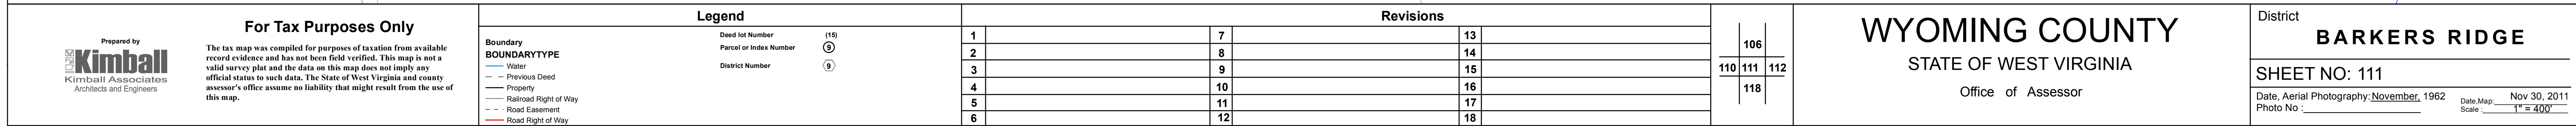 Prepared by
Kimball
Kimball Associates
Architects and Engineers
For Tax Purposes Only
The tax map was compiled for purposes of taxation from available
record evidence and has not been field verified. This map is not a
valid survey plat and the data on this map does not imply any
official status to such data. The State of West Virginia and county
assessor's office assume no liability that might result from the use of
this map.
Legend
Boundary
BOUNDARYTYPE
Water
Previous Deed
Property
Railroad Right of Way
Road Easement
Road Right of Way
Deed lot Number (15)
Parcel or Index Number 9
District Number 9
Revisions
1 7 13
2 8 14
3 9 15
4 10 16
5 11 17
6 12 18
106
110 111 112
118
WYOMING COUNTY
STATE OF WEST VIRGINIA
Office of Assessor
District
BARKERS RIDGE
SHEET NO: 111
Date, Aerial Photography: November, 1962
Photo No :
Date,Map: Nov 30, 2011
Scale : 1" = 400'